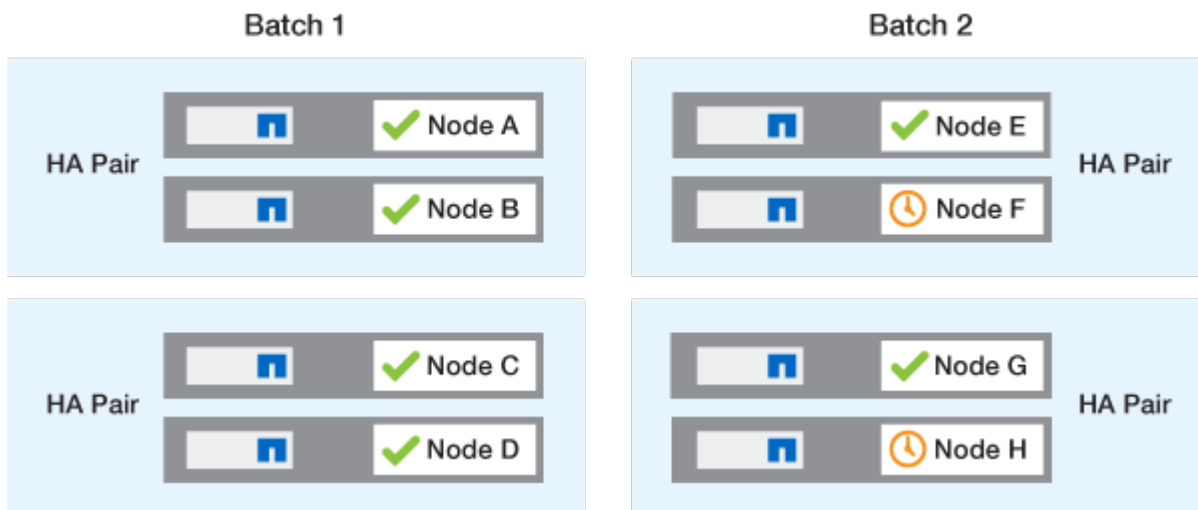 Batch 1
Batch 2
HA Pair
Node A
Node B
Node E
Node F
HA Pair
HA Pair
Node C
Node D
Node G
Node H
HA Pair